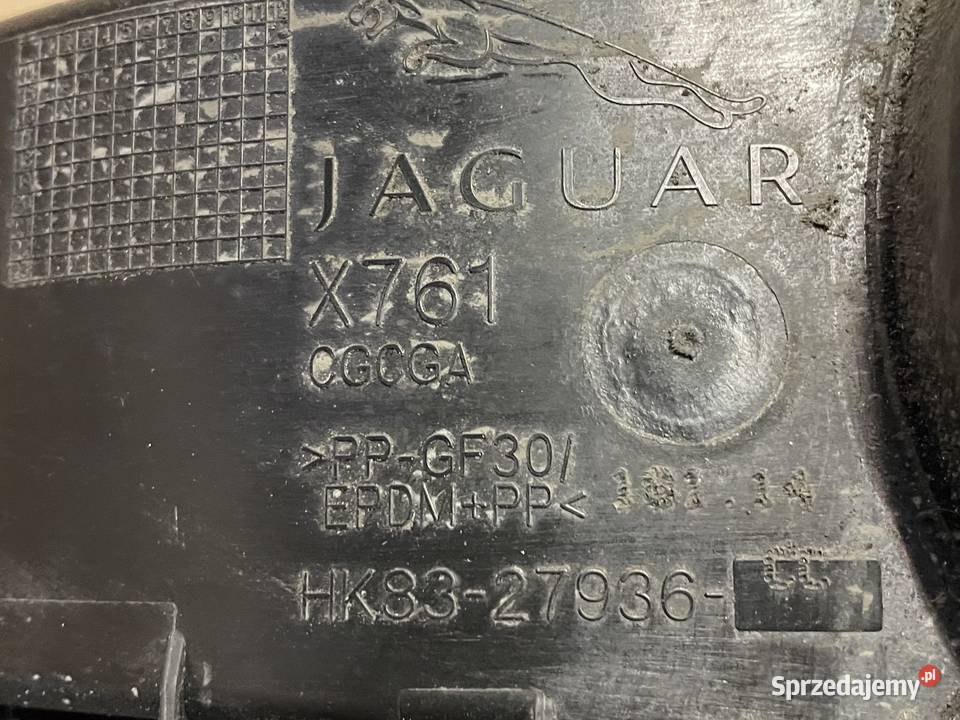 JAGUAR
X761
CGCGA
>PP-GF30/
EPDM+PP<
HK83-27936-
Sprzedajemy.pl